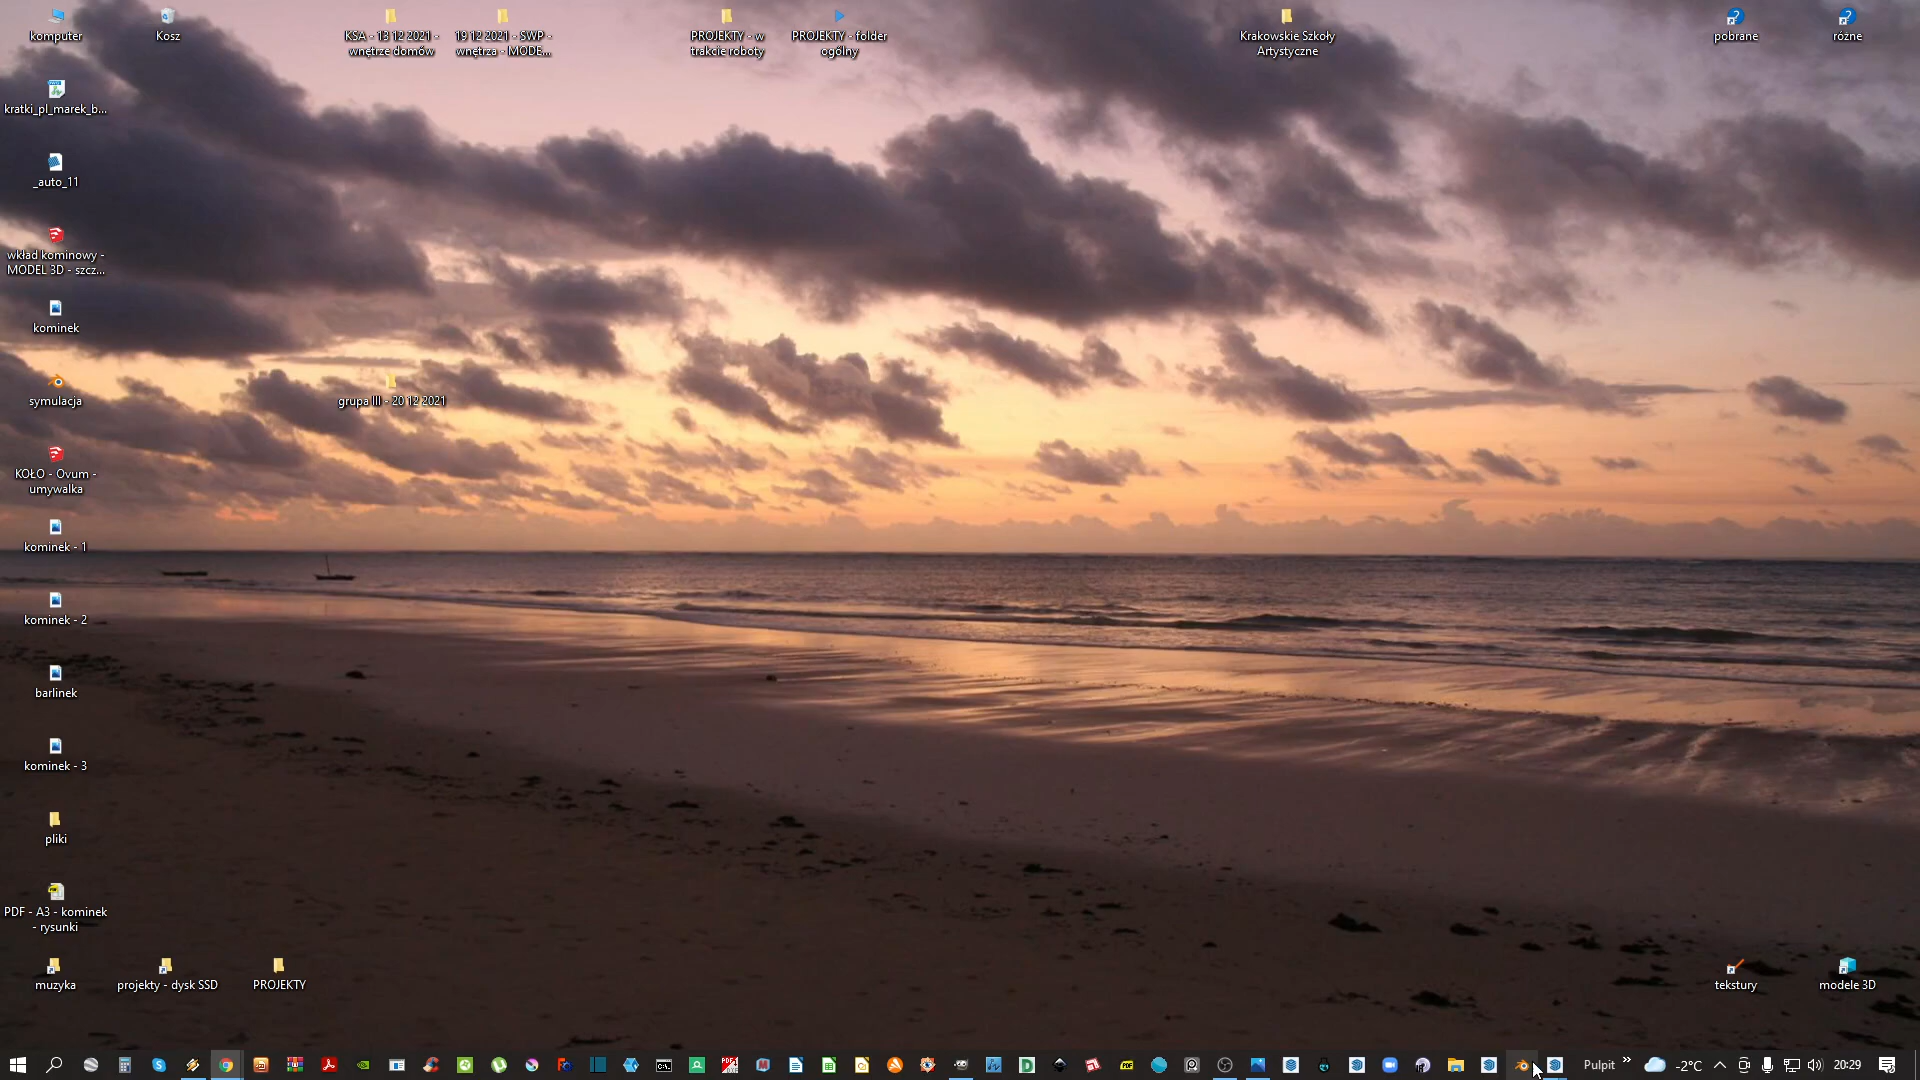 komputer
Kosz
KSA - 13 12 2021 -
wnętrze domów
19 12 2021 - SWP -
wnętrza - MODE...
PROJEKTY - w
trakcie roboty
PROJEKTY - folder
ogólny
Krakowskie Szkoły
Artystyczne
pobrane
różne
kratki_pl_marek_b...
_auto_11
wkład kominowy -
MODEL 3D - szcz...
kominek
symulacja
grupa III - 20 12 2021
KOŁO - Ovum -
umywalka
kominek - 1
kominek - 2
barlinek
kominek - 3
pliki
PDF - A3 - kominek
- rysunki
muzyka
projekty - dysk SSD
PROJEKTY
tekstury
modele 3D
Pulpit
-2°C
20:29